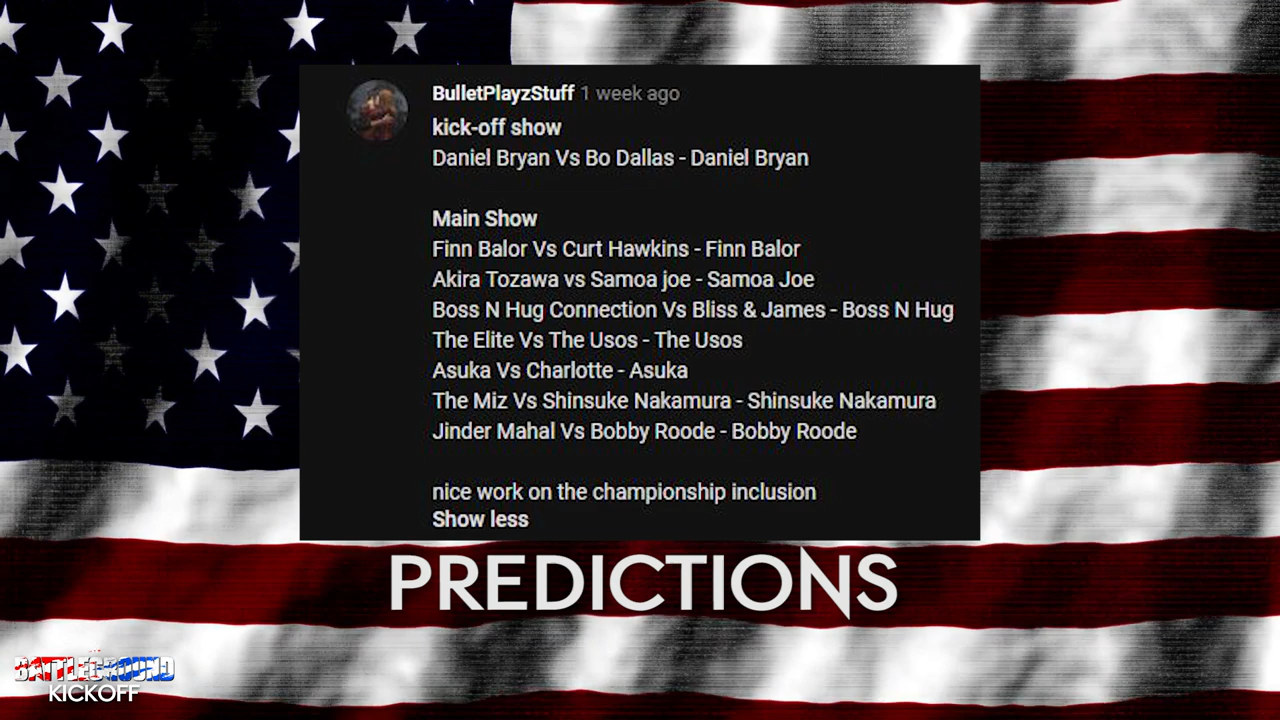 BulletPlayzStuff 1 week ago
kick-off show
Daniel Bryan Vs Bo Dallas - Daniel Bryan
Main Show
Finn Balor Vs Curt Hawkins - Finn Balor
Akira Tozawa vs Samoa joe - Samoa Joe
Boss N Hug Connection Vs Bliss & James - Boss N Hug
The Elite Vs The Usos - The Usos
Asuka Vs Charlotte - Asuka
The Miz Vs Shinsuke Nakamura - Shinsuke Nakamura
Jinder Mahal Vs Bobby Roode - Bobby Roode
nice work on the championship inclusion
Show less
PREDICTIONS
BATTLEGROUND
KICKOFF